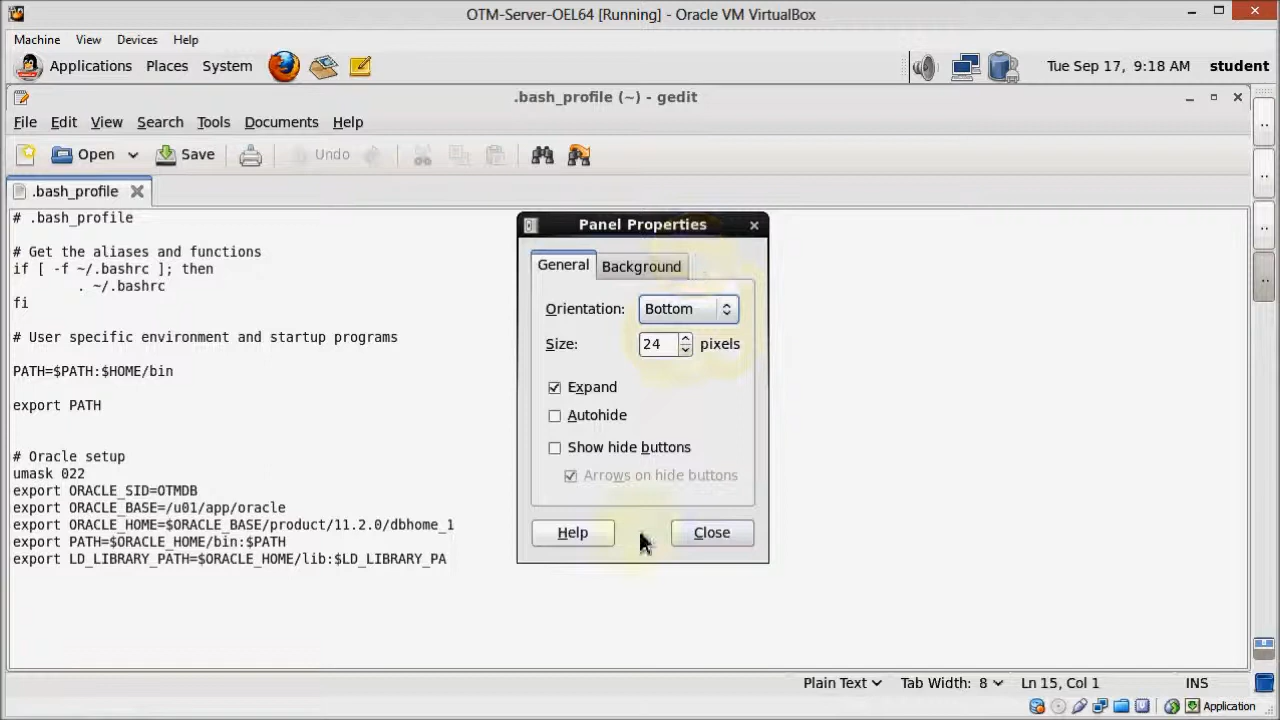 OTM-Server-OEL64 [Running] - Oracle VM VirtualBox
Machine View Devices Help
Applications Places System Tue Sep 17, 9:18 AM student
.bash_profile (~) - gedit
File Edit View Search Tools Documents Help
Open Save Undo
.bash_profile
# .bash_profile
# Get the aliases and functions
if [ -f ~/.bashrc ]; then
. ~/.bashrc
fi
# User specific environment and startup programs
PATH=$PATH:$HOME/bin
export PATH
# Oracle setup
umask 022
export ORACLE_SID=OTMDB
export ORACLE_BASE=/u01/app/oracle
export ORACLE_HOME=$ORACLE_BASE/product/11.2.0/dbhome_1
export PATH=$ORACLE_HOME/bin:$PATH
export LD_LIBRARY_PATH=$ORACLE_HOME/lib:$LD_LIBRARY_PA
Panel Properties
General Background
Orientation: Bottom
Size: 24 pixels
Expand
Autohide
Show hide buttons
Arrows on hide buttons
Help Close
Plain Text Tab Width: 8 Ln 15, Col 1 INS
Application